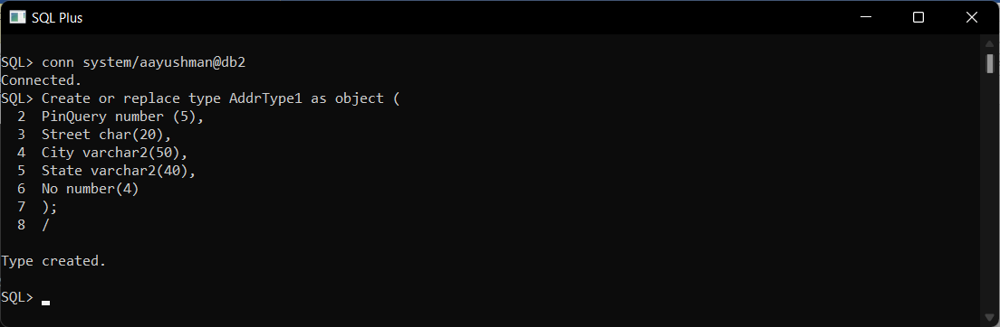 SQL Plus
SQL> conn system/aayushman@db2
Connected.
SQL> Create or replace type AddrType1 as object (
  2  PinQuery number (5),
  3  Street char(20),
  4  City varchar2(50),
  5  State varchar2(40),
  6  No number(4)
  7  );
  8  /
Type created.
SQL>